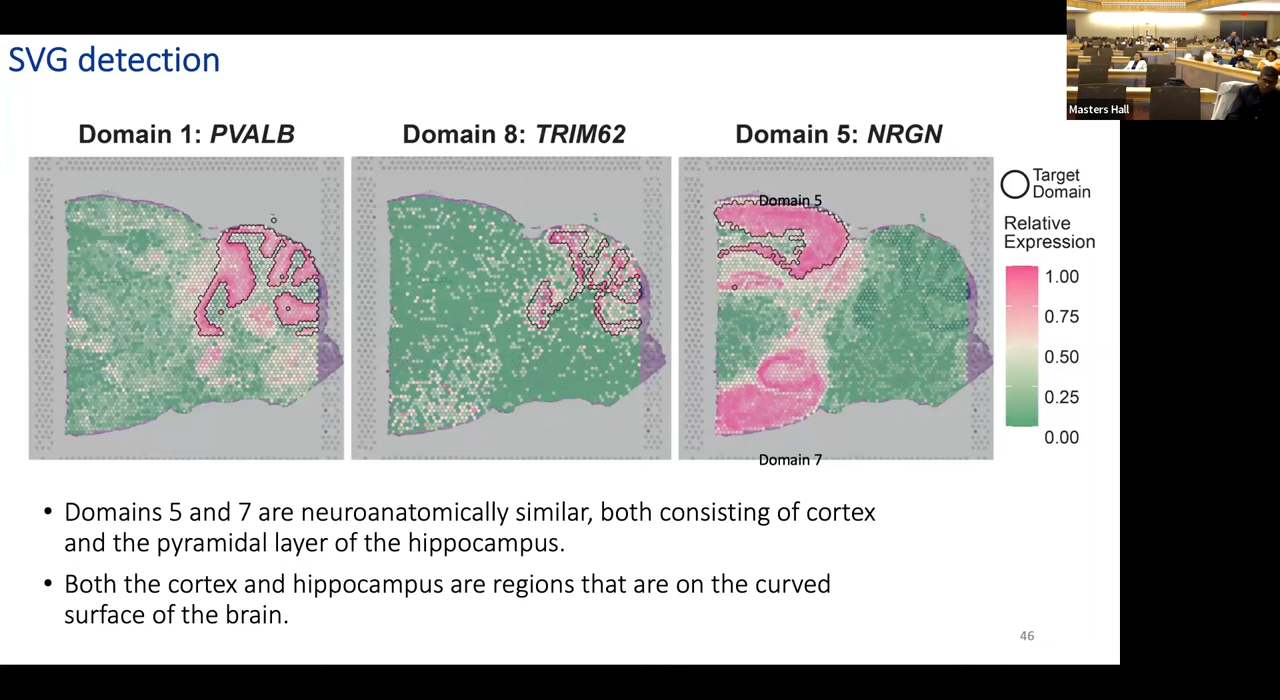 SVG detection
Masters Hall
Domain 1: PVALB
Domain 8: TRIM62
Domain 5: NRGN
Domain 5
Domain 7
Target
Domain
Relative
Expression
1.00
0.75
0.50
0.25
0.00
• Domains 5 and 7 are neuroanatomically similar, both consisting of cortex
and the pyramidal layer of the hippocampus.
• Both the cortex and hippocampus are regions that are on the curved
surface of the brain.
46